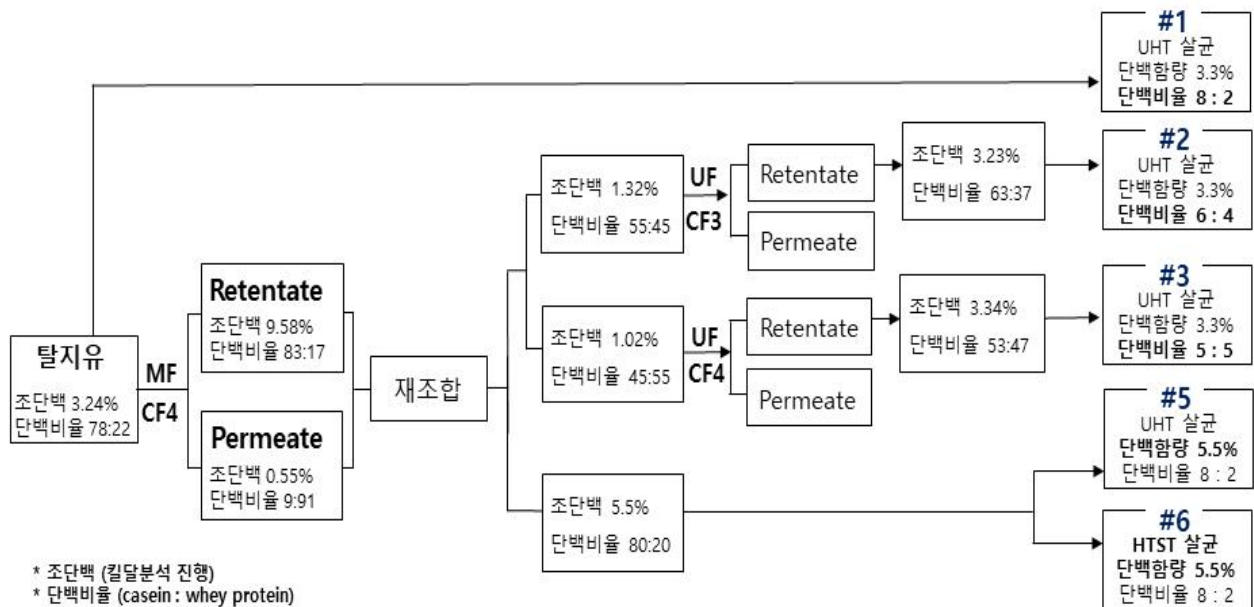 #1
UHT 살균
단백함량 3.3%
단백비율 8 : 2
#2
UHT 살균
단백함량 3.3%
단백비율 6 : 4
조단백 1.32%
단백비율 55:45
UF
CF3
Retentate
Permeate
조단백 3.23%
단백비율 63:37
#3
UHT 살균
단백함량 3.3%
단백비율 5 : 5
조단백 1.02%
단백비율 45:55
UF
CF4
Retentate
Permeate
조단백 3.34%
단백비율 53:47
탈지유
조단백 3.24%
단백비율 78:22
MF
CF4
Retentate
조단백 9.58%
단백비율 83:17
Permeate
조단백 0.55%
단백비율 9:91
재조합
조단백 5.5%
단백비율 80:20
#5
UHT 살균
단백함량 5.5%
단백비율 8 : 2
#6
HTST 살균
단백함량 5.5%
단백비율 8 : 2
* 조단백 (킬달분석 진행)
* 단백비율 (casein : whey protein)